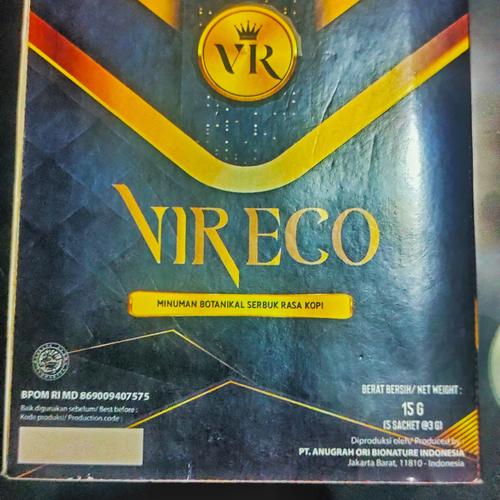 VR
VIRECO
MINUMAN BOTANIKAL SERBUK RASA KOPI
BPOM RI MD 869009407575
Baik digunakan sebelum/ Best before :
Kode produksi/ Production code :
BERAT BERSIH/ NET WEIGHT :
15 G
(5 SACHET @3 G)
Diproduksi oleh/ Produced by
PT. ANUGRAH ORI BIONATURE INDONESIA
Jakarta Barat, 11810 - Indonesia